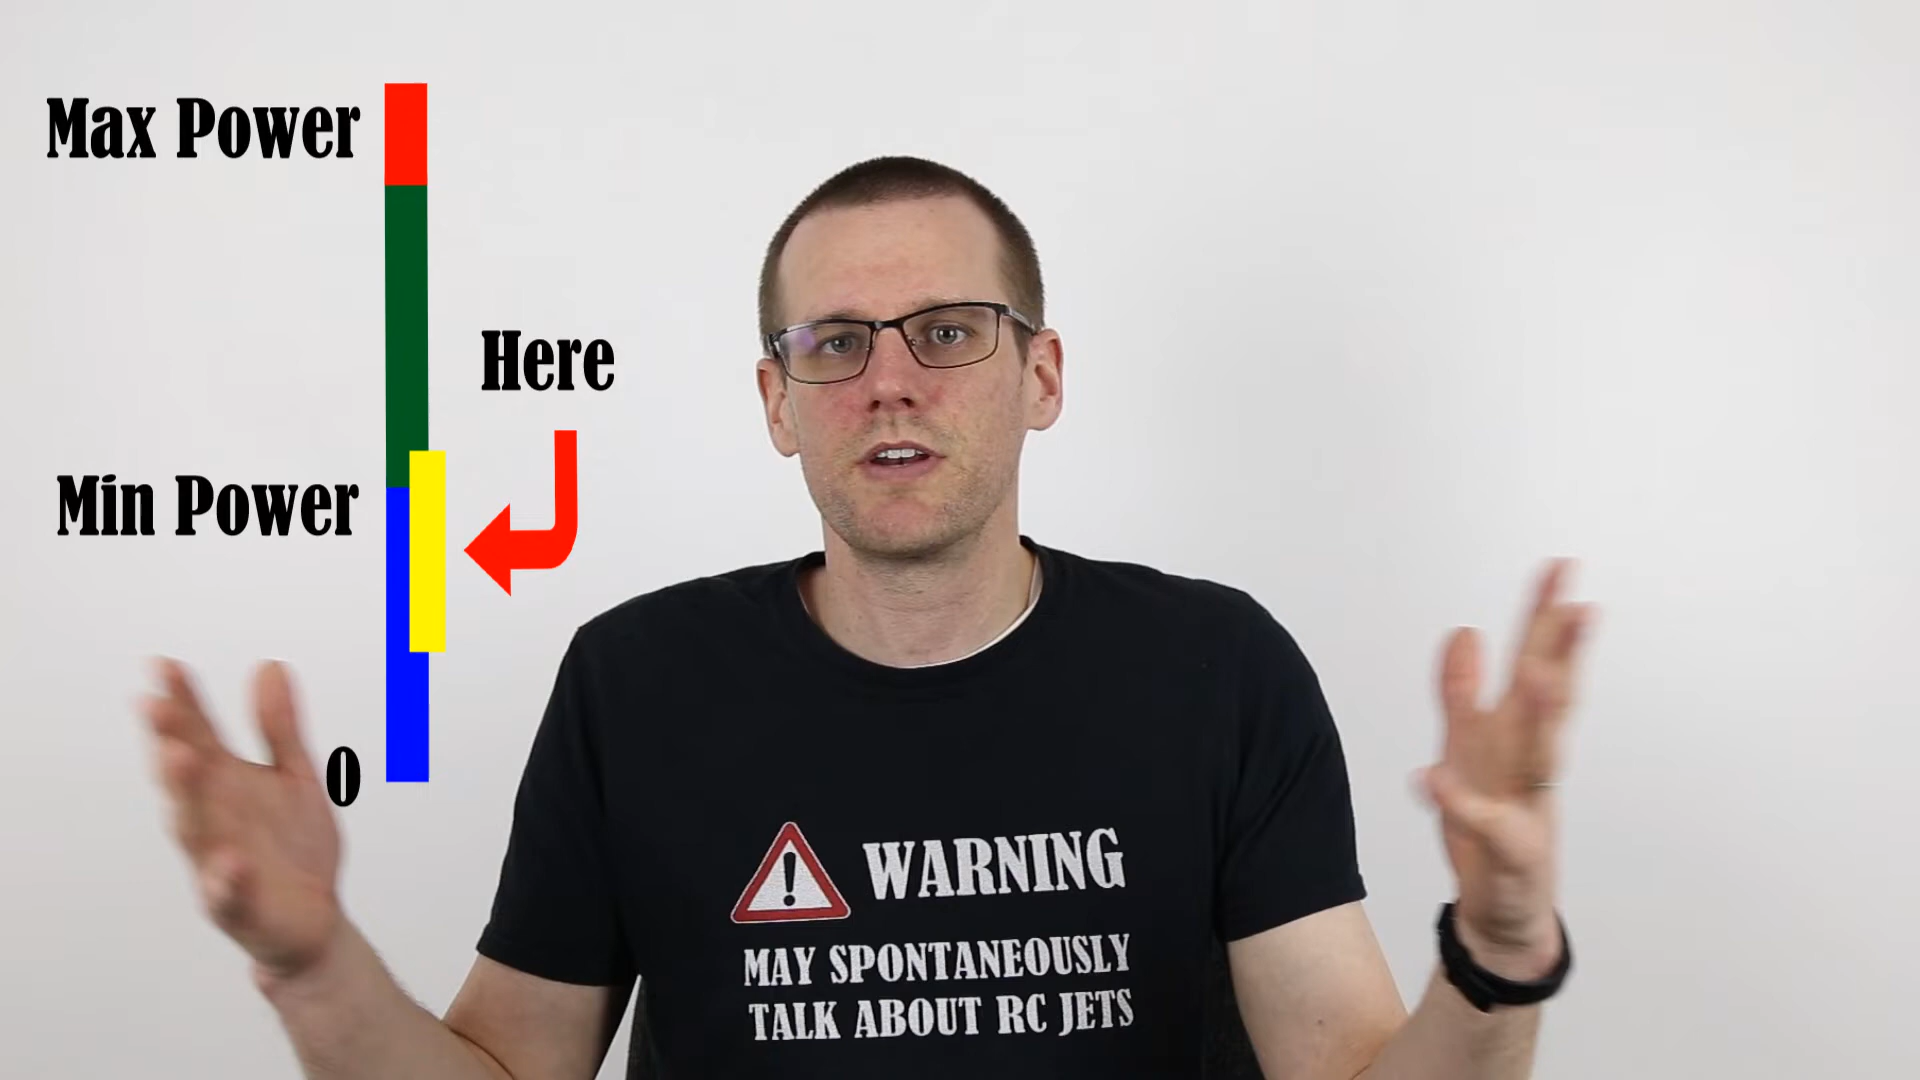 Max Power
Here
Min Power
0
WARNING
MAY SPONTANEOUSLY
TALK ABOUT RC JETS